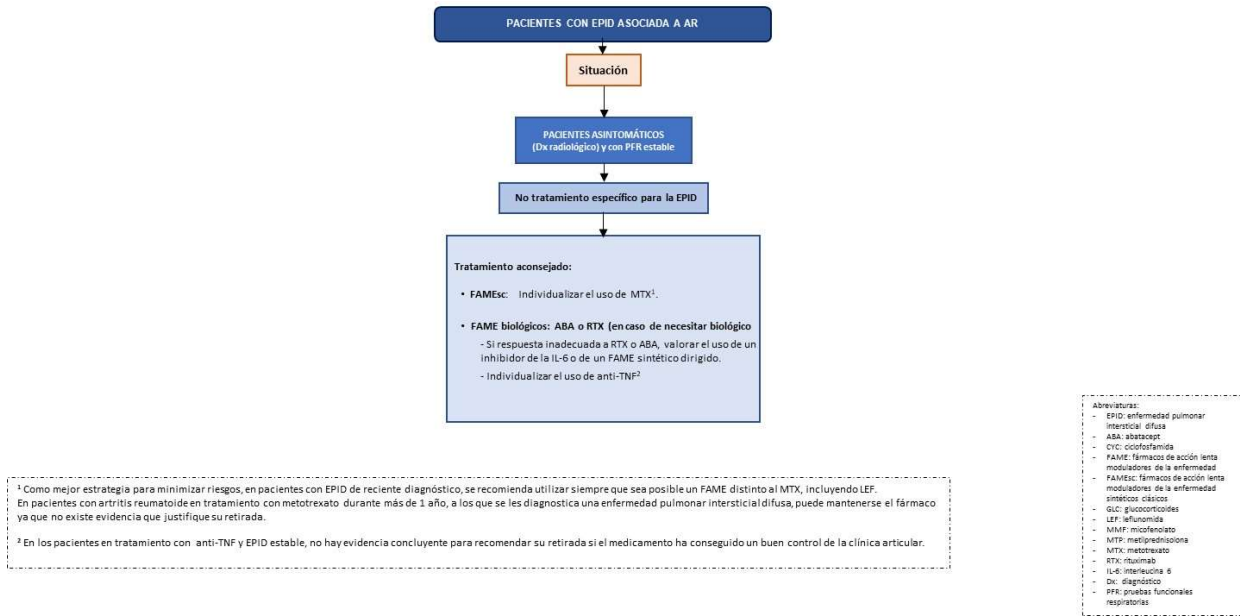 PACIENTES CON EPID ASOCIADA A AR
Situación
PACIENTES ASINTOMÁTICOS
(Dx radiológico) y con PFR estable
No tratamiento específico para la EPID
Tratamiento aconsejado:
• FAMEsc: Individualizar el uso de MTX¹.
• FAME biológicos: ABA o RTX (en caso de necesitar biológico
- Si respuesta inadecuada a RTX o ABA, valorar el uso de un
inhibidor de la IL-6 o de un FAME sintético dirigido.
- Individualizar el uso de anti-TNF²
¹ Como mejor estrategia para minimizar riesgos, en pacientes con EPID de reciente diagnóstico, se recomienda utilizar siempre que sea posible un FAME distinto al MTX, incluyendo LEF.
En pacientes con artritis reumatoide en tratamiento con metotrexato durante más de 1 año, a los que se les diagnostica una enfermedad pulmonar intersticial difusa, puede mantenerse el fármaco
ya que no existe evidencia que justifique su retirada.
² En los pacientes en tratamiento con anti-TNF y EPID estable, no hay evidencia concluyente para recomendar su retirada si el medicamento ha conseguido un buen control de la clínica articular.
Abreviaturas:
- EPID: enfermedad pulmonar
intersticial difusa
- ABA: abatacept
- CYC: ciclofosfamida
- FAME: fármacos de acción lenta
moduladores de la enfermedad
- FAMEsc: fármacos de acción lenta
moduladores de la enfermedad
sintéticos clásicos
- GLC: glucocorticoides
- LEF: leflunomida
- MMF: micofenolato
- MTP: metilprednisolona
- MTX: metotrexato
- RTX: rituximab
- IL-6: interleucina 6
- Dx: diagnóstico
- PFR: pruebas funcionales
respiratorias